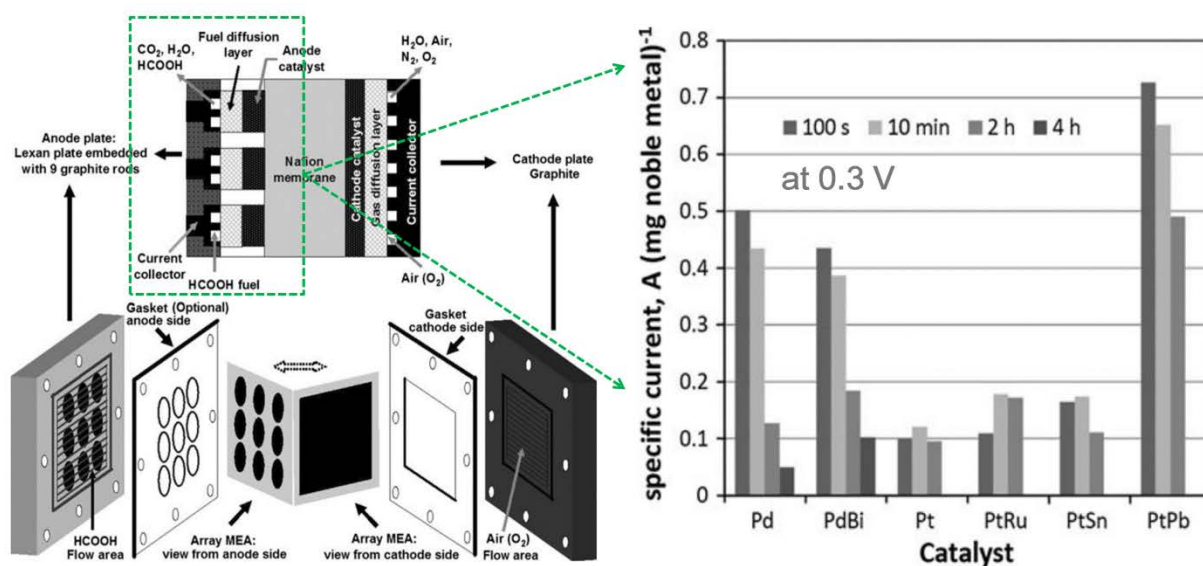 CO2, H2O,
HCOOH
Fuel diffusion
layer
Anode
catalyst
H2O, Air,
N2, O2
Anode plate:
Lexan plate embedded
with 9 graphite rods
Nafion
membrane
Cathode catalyst
Gas diffusion layer
Current collector
Cathode plate
Graphite
Current
collector
HCOOH fuel
Air (O2)
Gasket (Optional)
anode side
Gasket
cathode side
HCOOH
Flow area
Array MEA:
view from anode side
Array MEA:
view from cathode side
Air (O2)
Flow area
specific current, A (mg noble metal)-1
0.8
0.7
0.6
0.5
0.4
0.3
0.2
0.1
0
100 s 10 min 2 h 4 h
at 0.3 V
Pd PdBi Pt PtRu PtSn PtPb
Catalyst